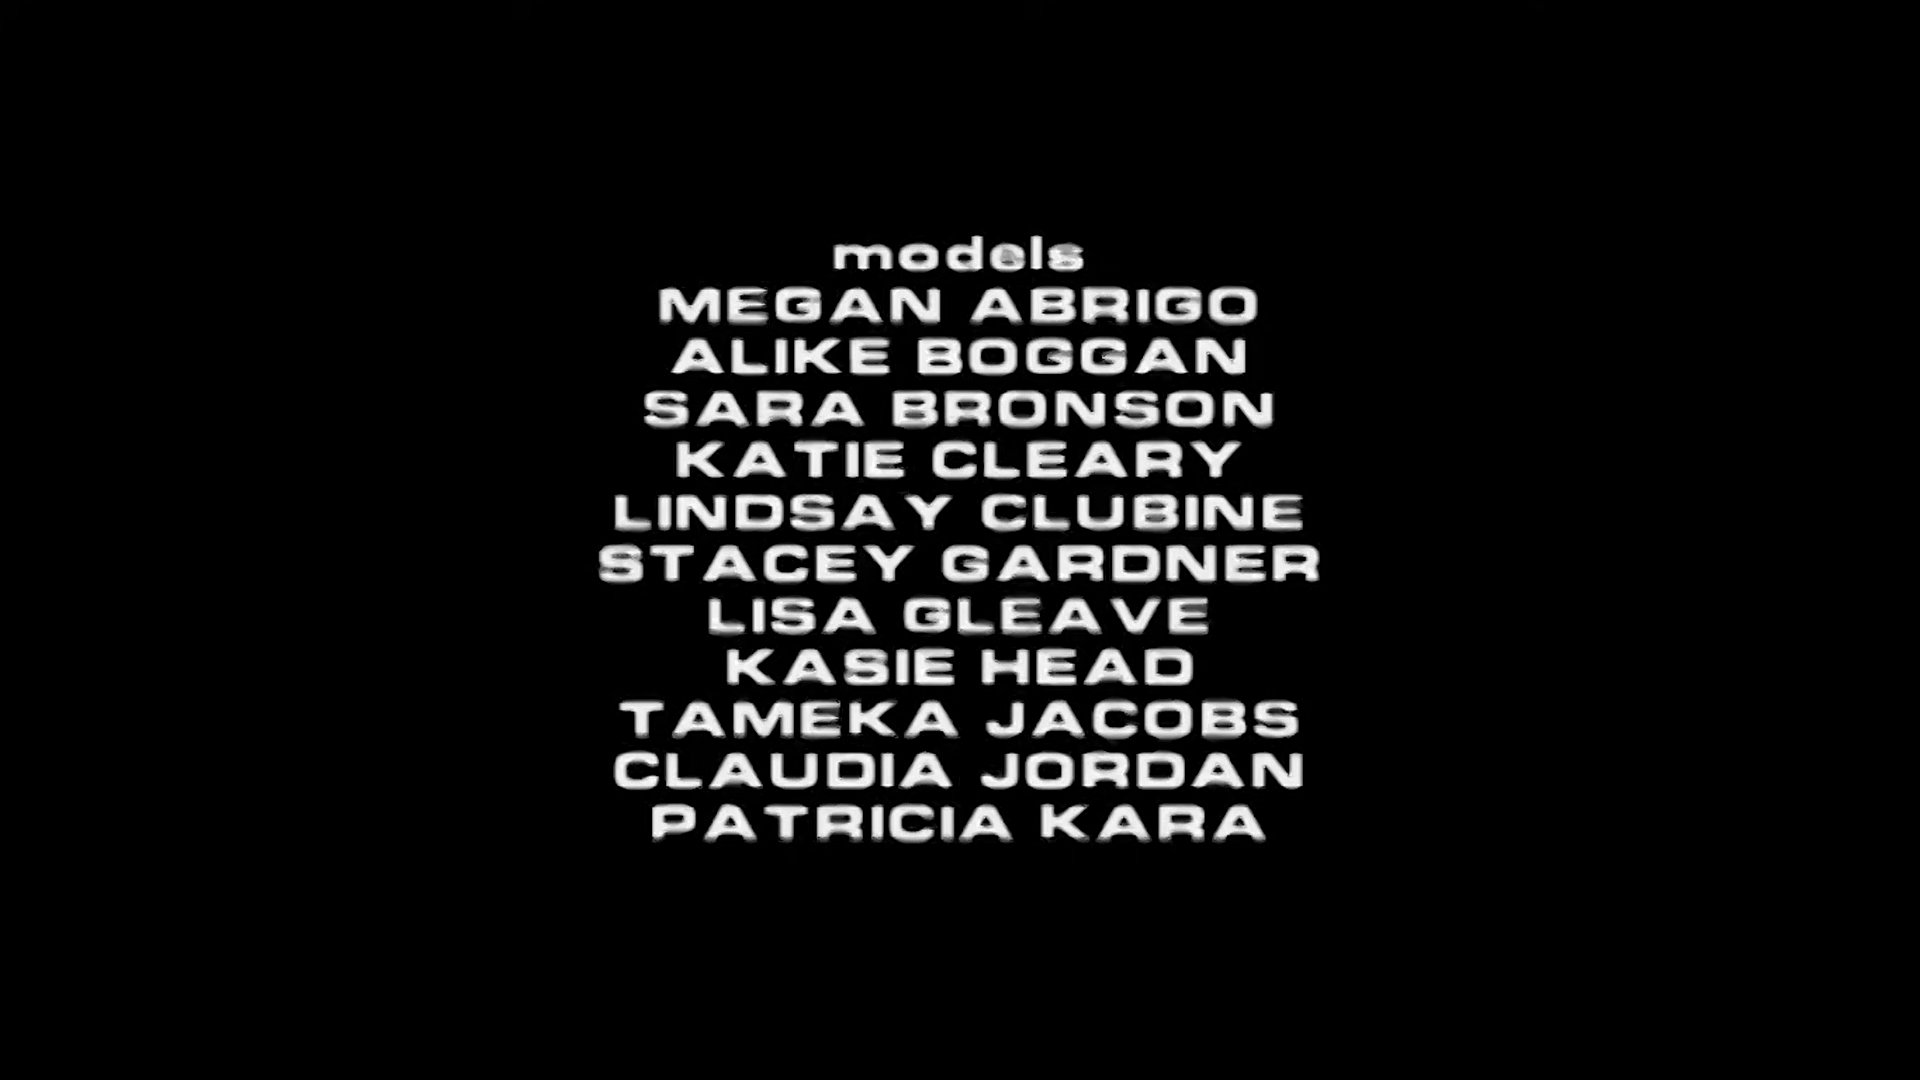 models
MEGAN ABRIGO
ALIKE BOGGAN
SARA BRONSON
KATIE CLEARY
LINDSAY CLUBINE
STACEY GARDNER
LISA GLEAVE
KASIE HEAD
TAMEKA JACOBS
CLAUDIA JORDAN
PATRICIA KARA